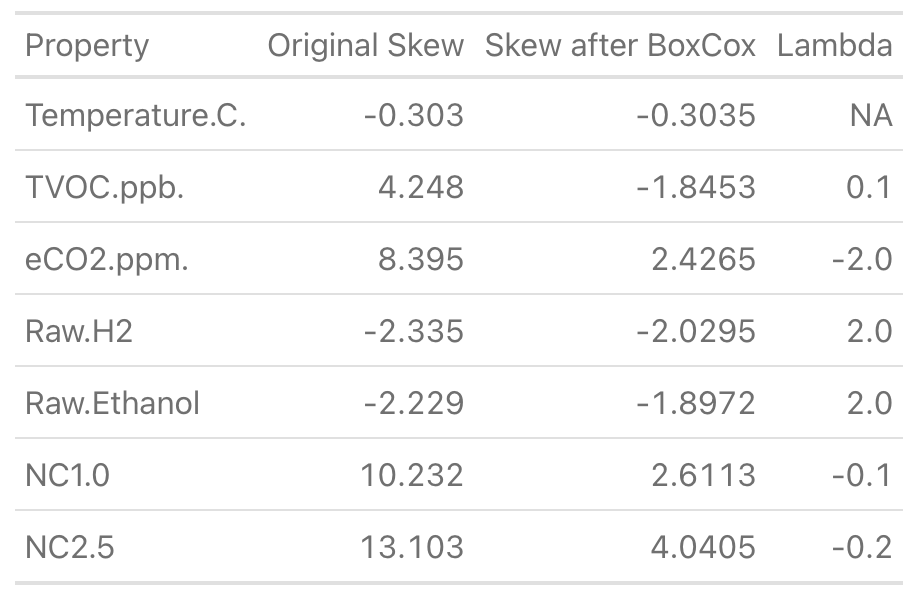 Property Original Skew Skew after BoxCox Lambda
Temperature.C. -0.303 -0.3035 NA
TVOC.ppb. 4.248 -1.8453 0.1
eCO2.ppm. 8.395 2.4265 -2.0
Raw.H2 -2.335 -2.0295 2.0
Raw.Ethanol -2.229 -1.8972 2.0
NC1.0 10.232 2.6113 -0.1
NC2.5 13.103 4.0405 -0.2